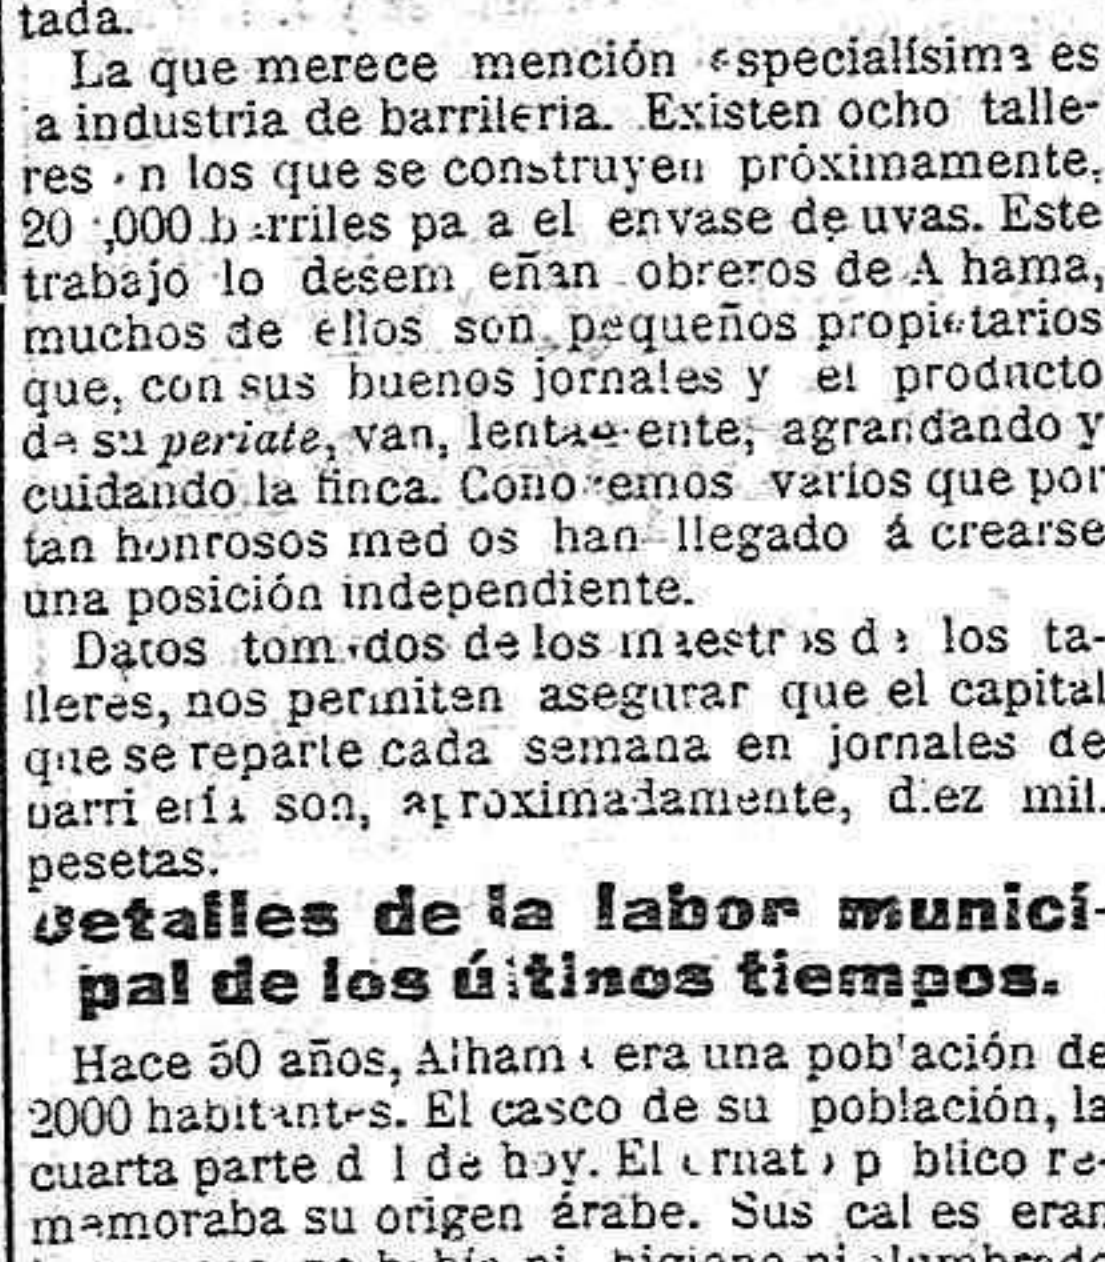 tada.
La que merece mención especialísima es
a industria de barrilería. Existen ocho talle-
res en los que se construyen próximamente,
barriles para el envase de uvas. Este
trabajo lo desempeñan obreros de Alhama,
muchos de ellos son pequeños propietarios
que, con sus buenos jornales y el producto
de su periate, van, lentamente, agrandando y
cuidando la finca. Conocemos varios que por
tan honrosos medios han llegado á crearse
una posición independiente.
Datos tomados de los maestros de los ta-
lleres, nos permiten asegurar que el capital
que se reparte cada semana en jornales de
barrilería son, aproximadamente, diez mil
pesetas.
Detalles de la labor municí-
pal de los últimos tiempos.
Hace 50 años, Alhama era una población de
2000 habitantes. El casco de su población, la
cuarta parte del de hoy. El ornato público re-
memoraba su origen árabe. Sus calles eran
había ni higiene ni alumbrado